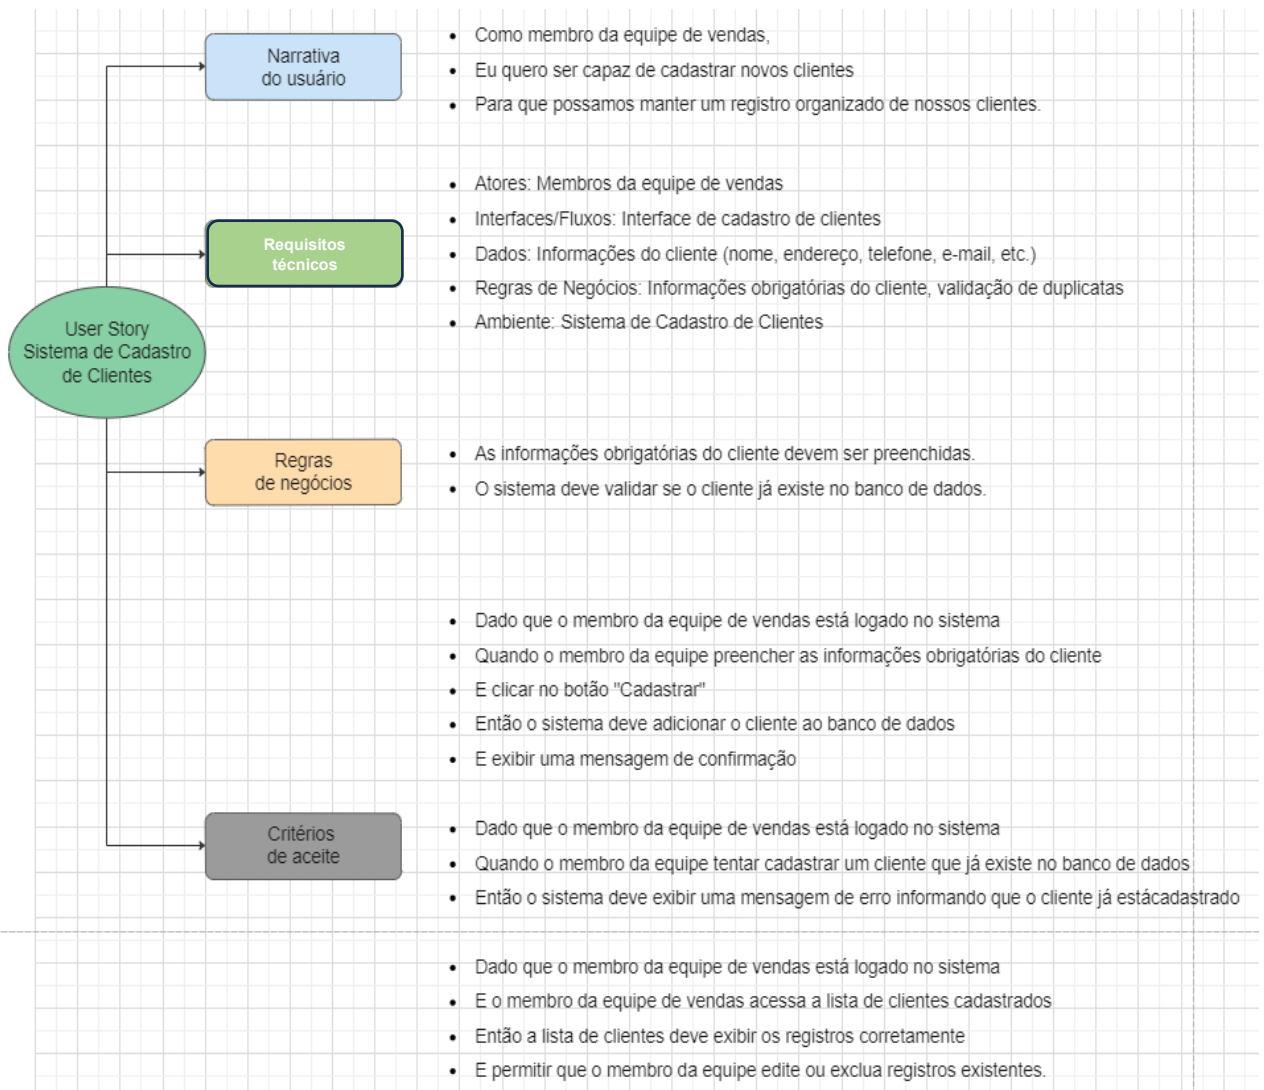 Narrativa
do usuário
• Como membro da equipe de vendas,
• Eu quero ser capaz de cadastrar novos clientes
• Para que possamos manter um registro organizado de nossos clientes.
Requisitos
técnicos
• Atores: Membros da equipe de vendas
• Interfaces/Fluxos: Interface de cadastro de clientes
• Dados: Informações do cliente (nome, endereço, telefone, e-mail, etc.)
• Regras de Negócios: Informações obrigatórias do cliente, validação de duplicatas
• Ambiente: Sistema de Cadastro de Clientes
User Story
Sistema de Cadastro
de Clientes
Regras
de negócios
• As informações obrigatórias do cliente devem ser preenchidas.
• O sistema deve validar se o cliente já existe no banco de dados.
• Dado que o membro da equipe de vendas está logado no sistema
• Quando o membro da equipe preencher as informações obrigatórias do cliente
• E clicar no botão "Cadastrar"
• Então o sistema deve adicionar o cliente ao banco de dados
• E exibir uma mensagem de confirmação
Critérios
de aceite
• Dado que o membro da equipe de vendas está logado no sistema
• Quando o membro da equipe tentar cadastrar um cliente que já existe no banco de dados
• Então o sistema deve exibir uma mensagem de erro informando que o cliente já estácadastrado
• Dado que o membro da equipe de vendas está logado no sistema
• E o membro da equipe de vendas acessa a lista de clientes cadastrados
• Então a lista de clientes deve exibir os registros corretamente
• E permitir que o membro da equipe edite ou exclua registros existentes.